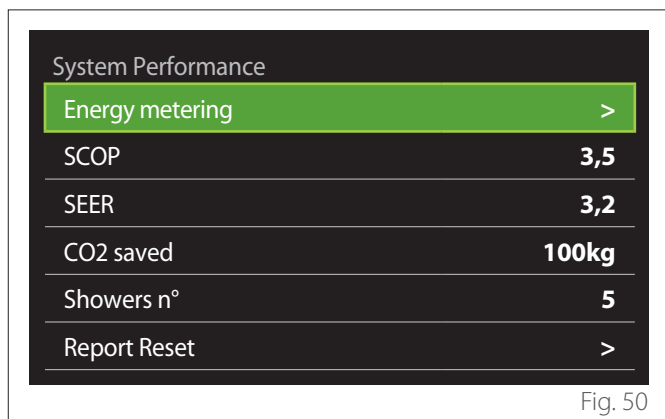 System Performance
Energy metering >
SCOP 3,5
SEER 3,2
CO2 saved 100kg
Showers n° 5
Report Reset >
Fig. 50